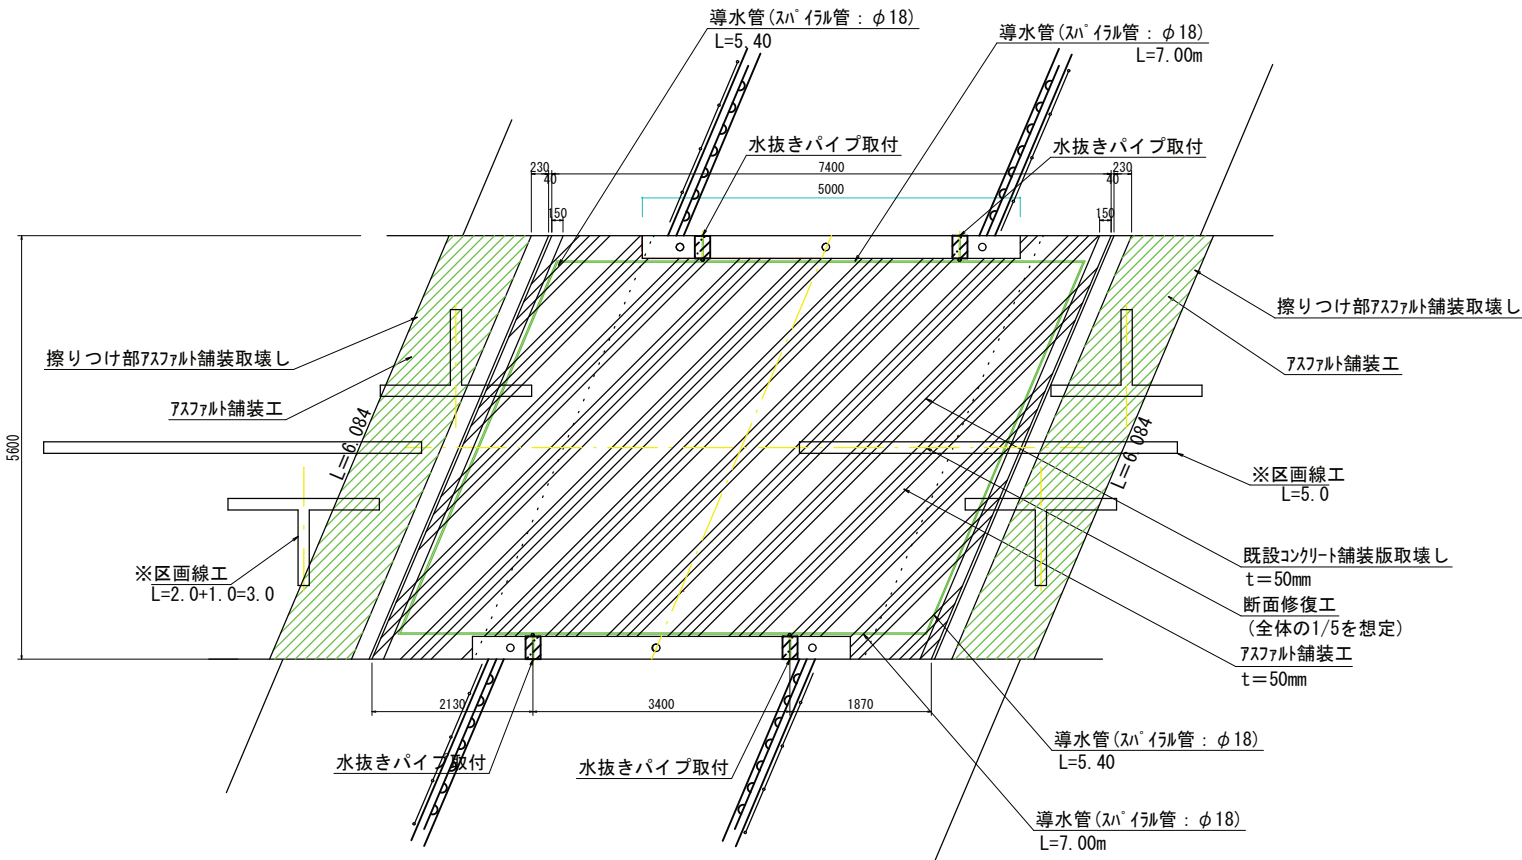 導水管(ｽﾊﾟｲﾗﾙ管：φ18)
L=5.40
導水管(ｽﾊﾟｲﾗﾙ管：φ18)
L=7.00m
水抜きパイプ取付
水抜きパイプ取付
230
40
7400
40
230
5000
150
150
擦りつけ部ｱｽﾌｧﾙﾄ舗装取壊し
ｱｽﾌｧﾙﾄ舗装工
擦りつけ部ｱｽﾌｧﾙﾄ舗装取壊し
ｱｽﾌｧﾙﾄ舗装工
L=6.084
L=6.084
5600
※区画線工
L=5.0
※区画線工
L=2.0+1.0=3.0
既設ｺﾝｸﾘｰﾄ舗装版取壊し
t＝50mm
断面修復工
(全体の1/5を想定)
ｱｽﾌｧﾙﾄ舗装工
t＝50mm
2130
3400
1870
導水管(ｽﾊﾟｲﾗﾙ管：φ18)
L=5.40
水抜きパイプ取付
水抜きパイプ取付
導水管(ｽﾊﾟｲﾗﾙ管：φ18)
L=7.00m